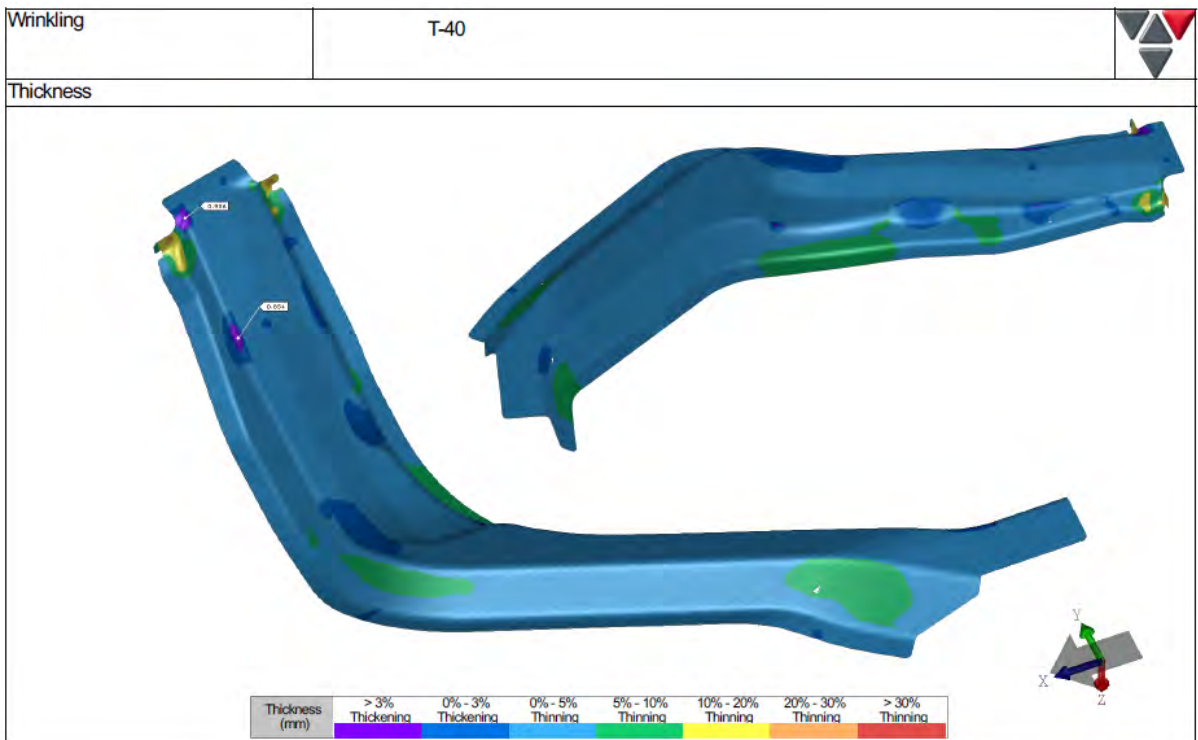 Wrinkling
T-40
Thickness
Y
X
Z
Thickness
(mm)
> 3%
Thickening
0% - 3%
Thickening
0% - 5%
Thinning
5% - 10%
Thinning
10% - 20%
Thinning
20% - 30%
Thinning
> 30%
Thinning